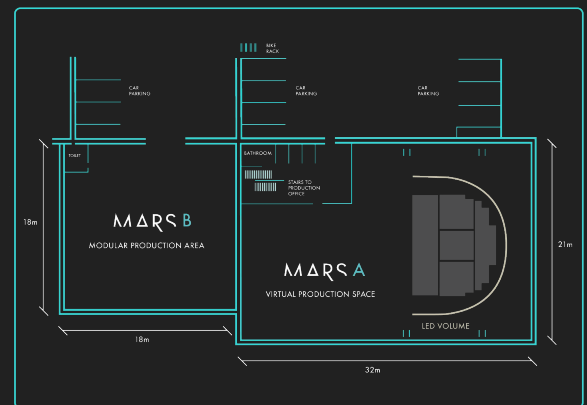 BIKE
RACK
CAR
PARKING
CAR
PARKING
CAR
PARKING
TOILET
BATHROOM
STAIRS TO
PRODUCTION
OFFICE
18m
MARS B
MODULAR PRODUCTION AREA
21m
MARS A
VIRTUAL PRODUCTION SPACE
LED VOLUME
18m
32m